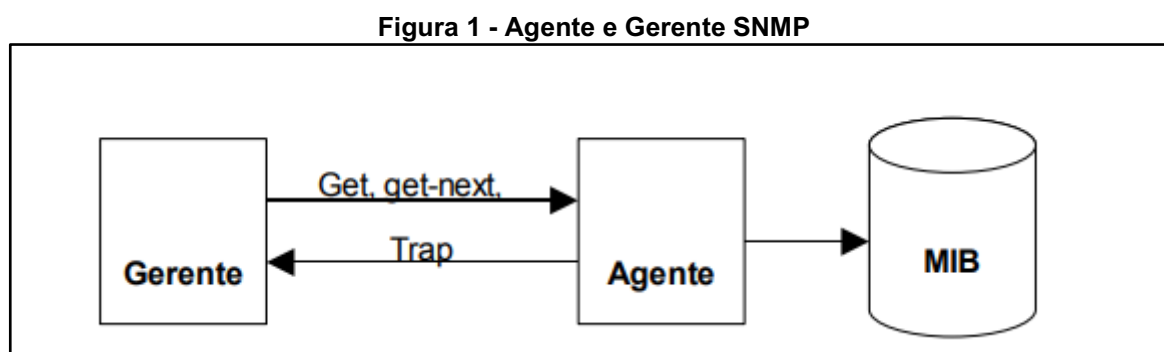 Figura 1 - Agente e Gerente SNMP
Get, get-next,
Trap
Gerente
Agente
MIB